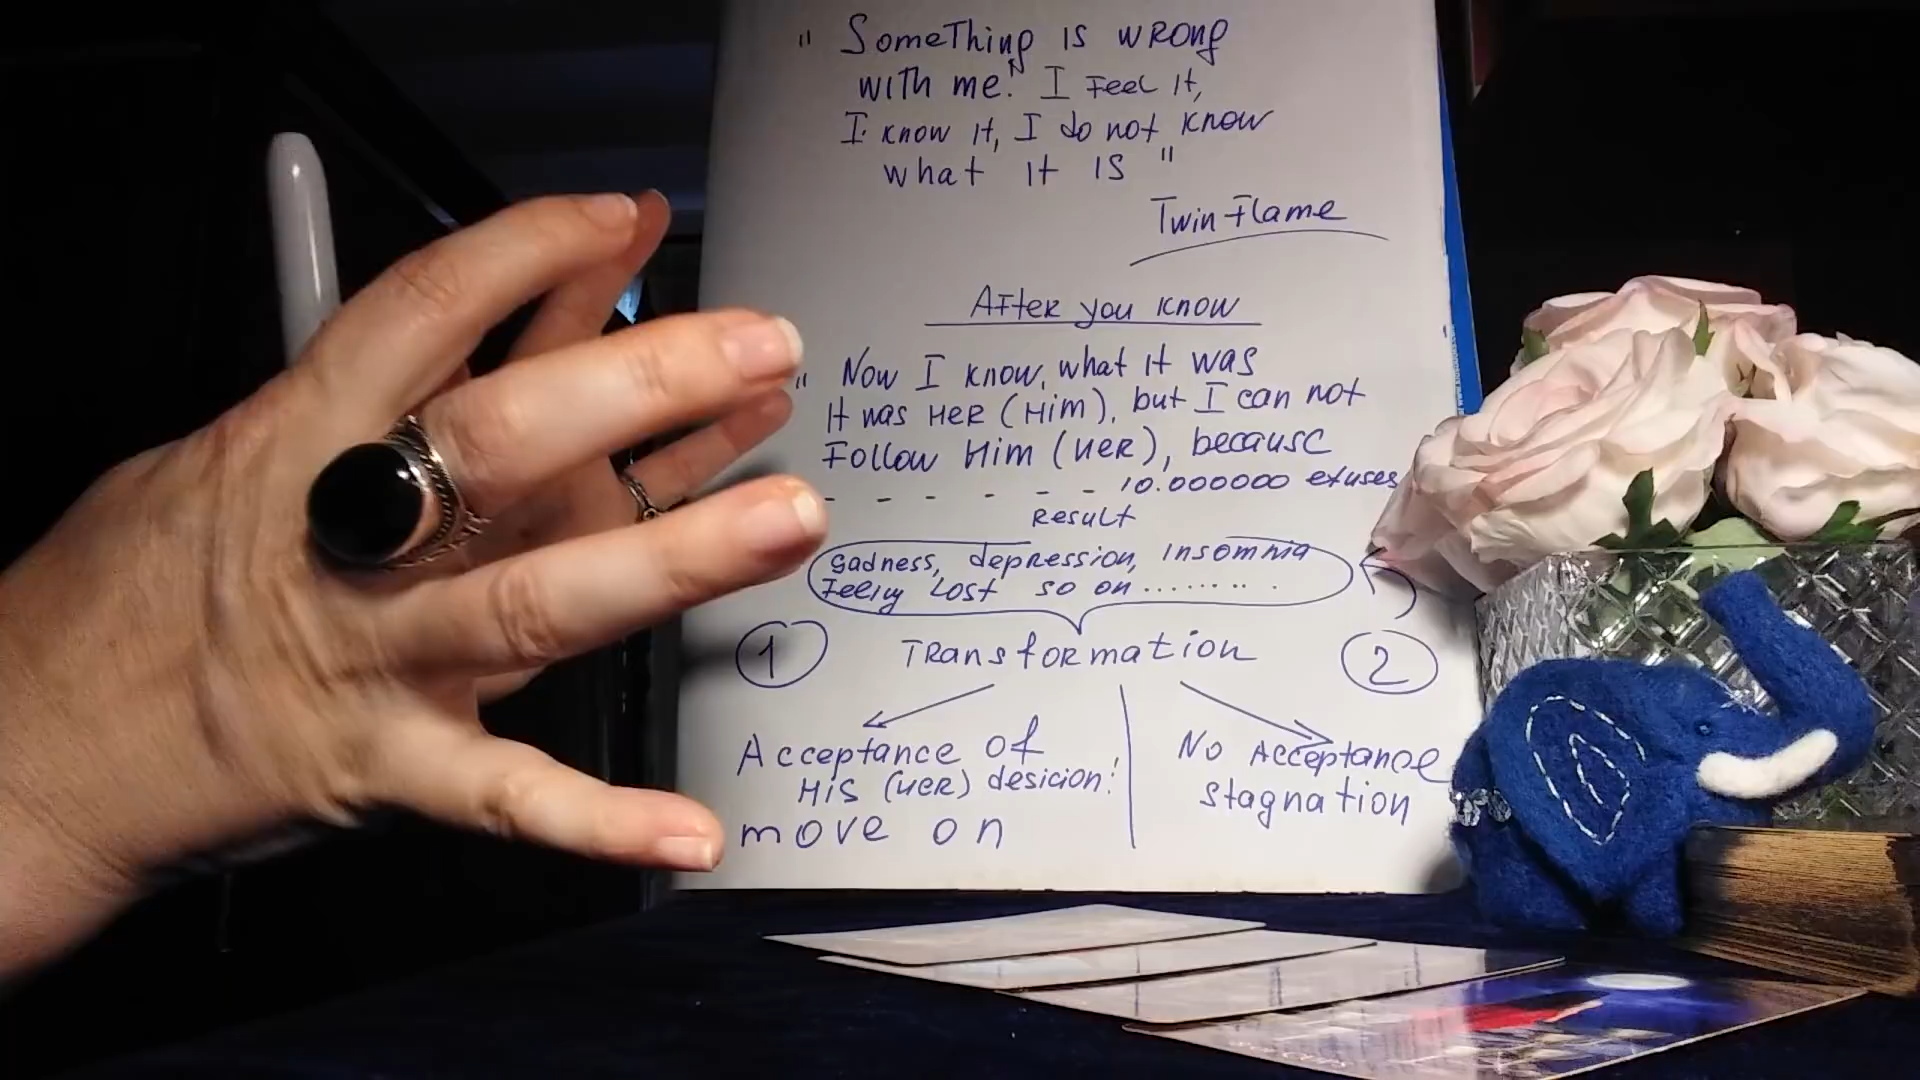 " Something is wrong
with me! I feel it,
I know it, I do not know
what it is "
Twin Flame
After you know
" Now I know, what it was
It was Her (Him), but I can not
Follow Him (Her), because
- - - - - - 10.000000 exuses
Result
sadness, depression, insomnia
Feeliy Lost so on .........
1 Transformation 2
Acceptance of
His (Her) desicion!
move on
No Acceptance
stagnation